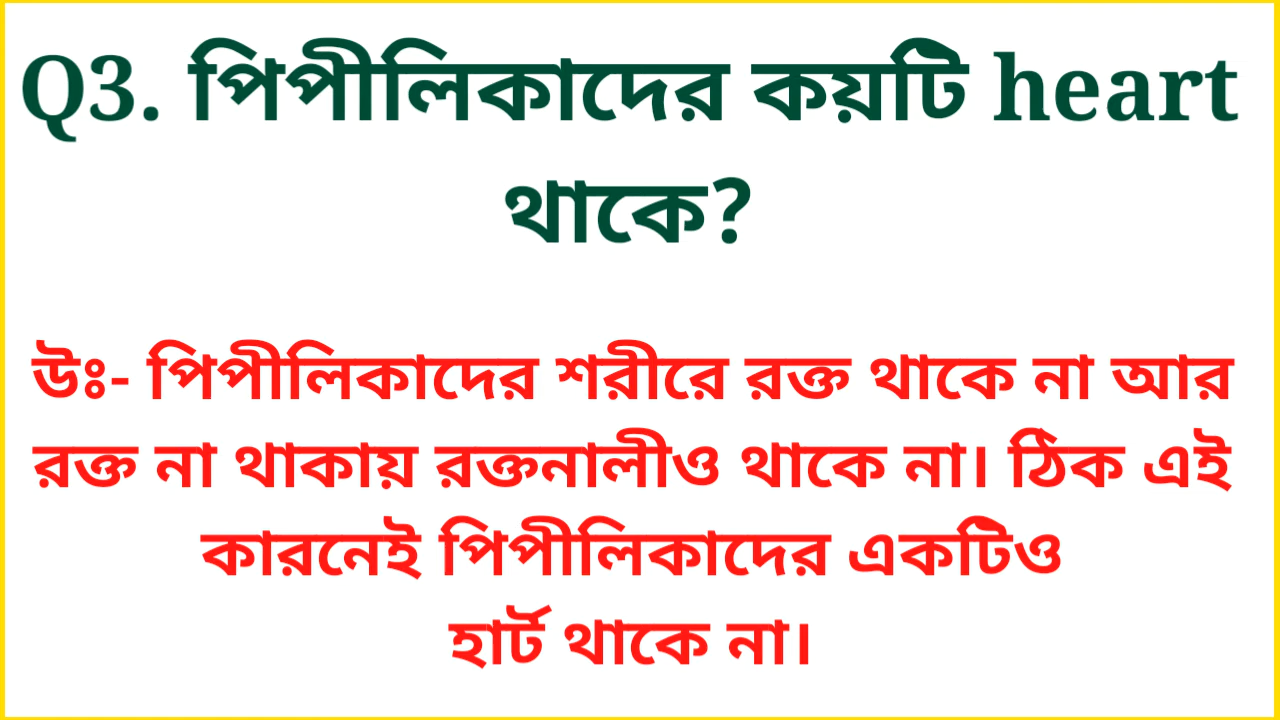 Q3. পিপীলিকাদের কয়টি heart
থাকে?
উঃ- পিপীলিকাদের শরীরে রক্ত থাকে না আর
রক্ত না থাকায় রক্তনালীও থাকে না। ঠিক এই
কারনেই পিপীলিকাদের একটিও
হার্ট থাকে না।